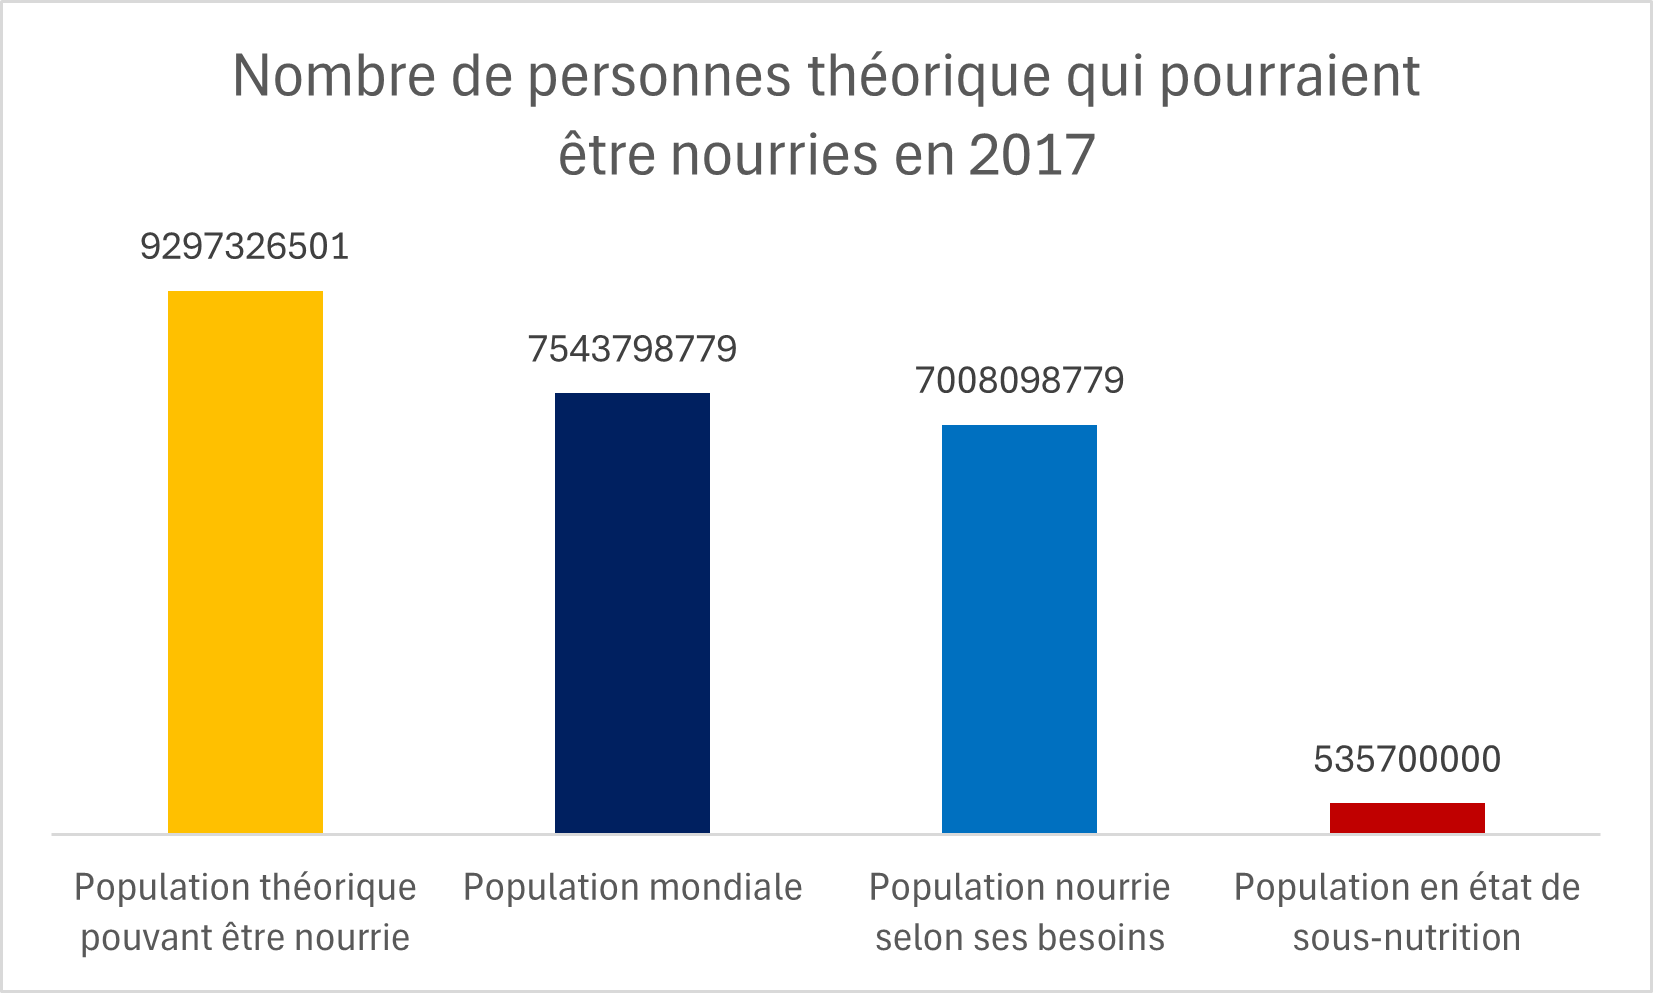 Nombre de personnes théorique qui pourraient
être nourries en 2017
9297326501
7543798779
7008098779
535700000
Population théorique
pouvant être nourrie
Population mondiale
Population nourrie
selon ses besoins
Population en état de
sous-nutrition